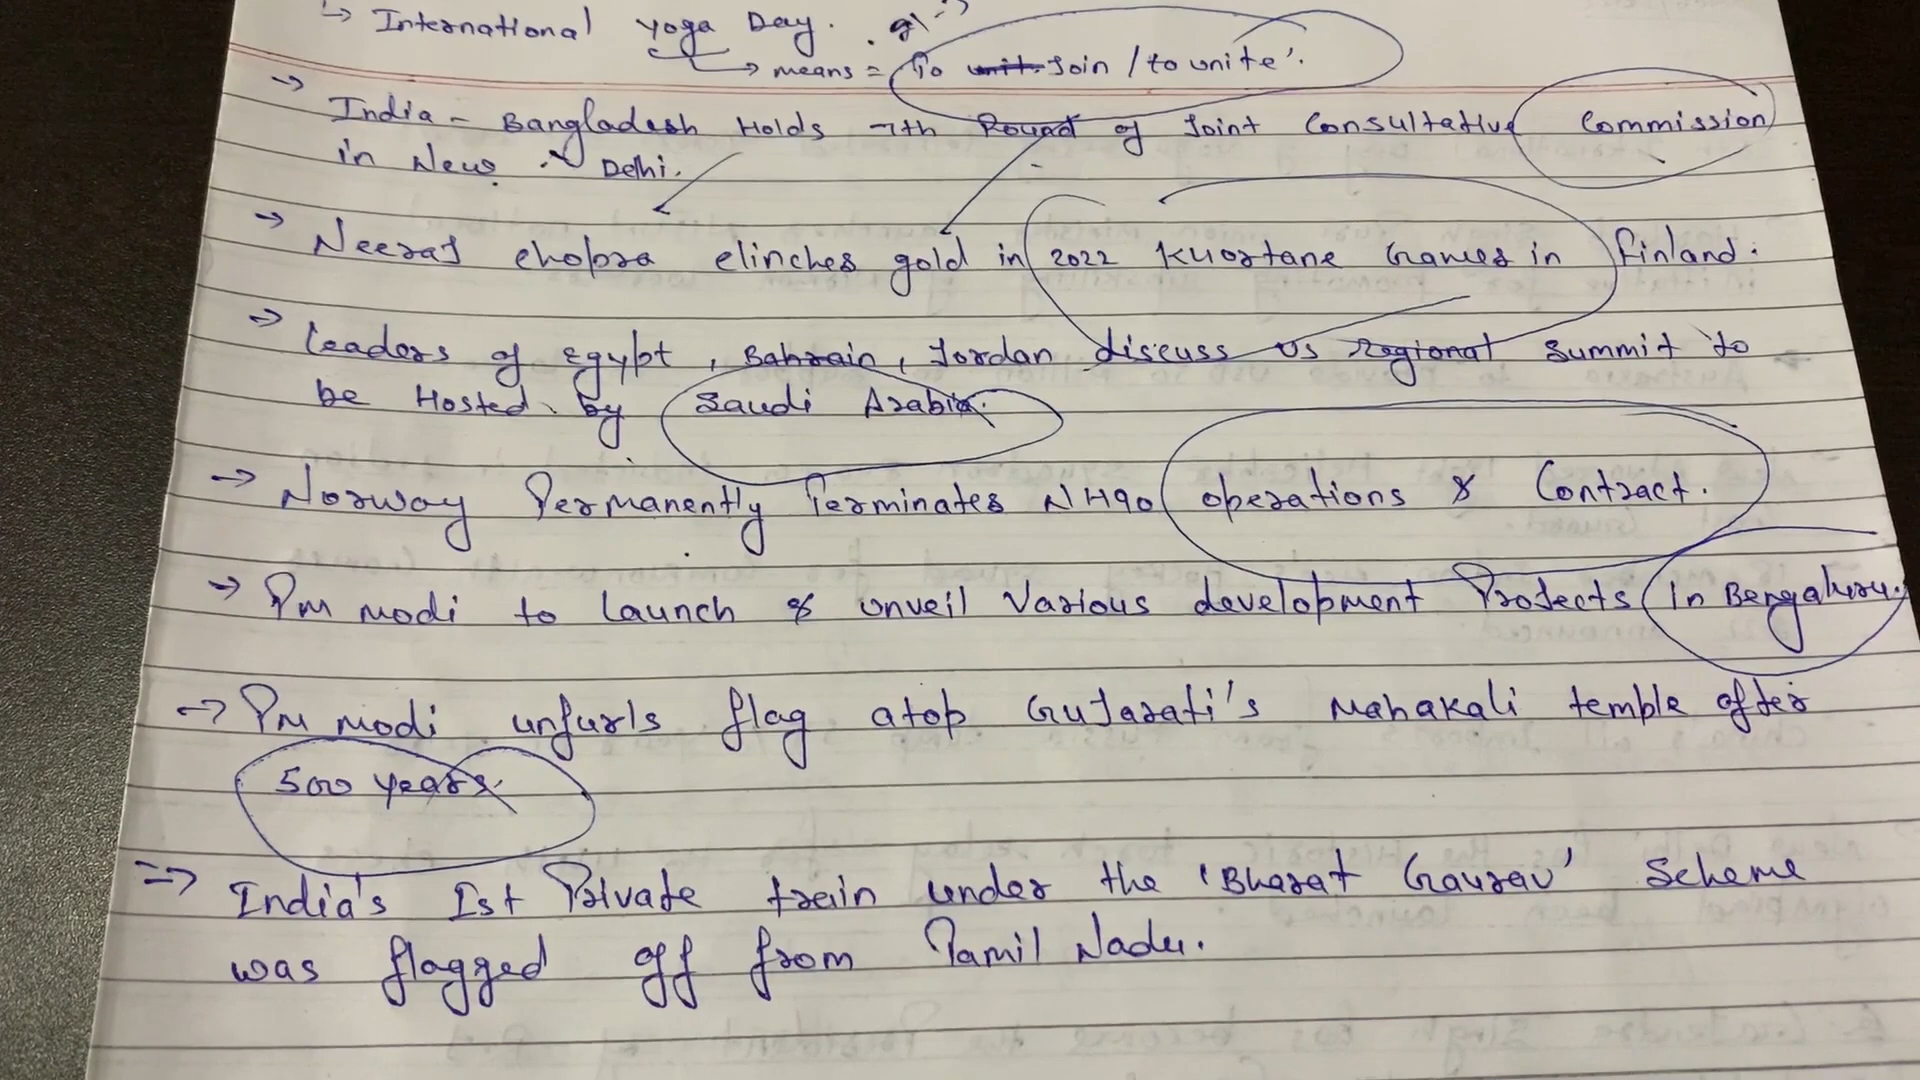 ↳ International Yoga Day.
→ means = To join / to unite'.
→ India - Bangladesh Holds 7th Round of Joint Consultative Commission
in New Delhi.
→ Neeraj chopra clinches gold in 2022 Kuortane Games in Finland.
→ Leaders of Egypt, Bahrain, Jordan discuss US Regional Summit to
be Hosted by Saudi Arabia.
→ Norway Permanently Terminates NH90 operations & Contract.
→ PM modi to launch & unveil Various development Projects in Bengaluru.
→ PM modi unfurls flag atop Gujarati's Mahakali temple after
500 years.
⇒ India's Ist Private train under the 'Bharat Gaurav' Scheme
was flagged off from Tamil Nadu.